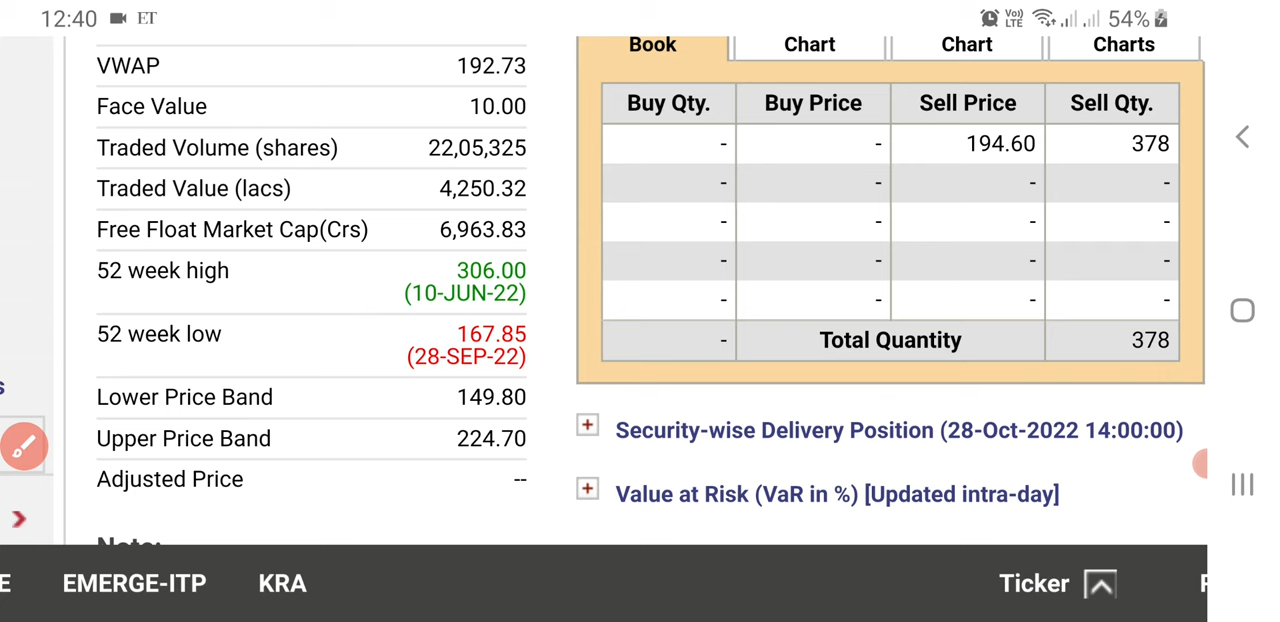 12:40 ET Vo)) LTE 54%
VWAP 192.73
Face Value 10.00
Traded Volume (shares) 22,05,325
Traded Value (lacs) 4,250.32
Free Float Market Cap(Crs) 6,963.83
52 week high 306.00
(10-JUN-22)
52 week low 167.85
(28-SEP-22)
Lower Price Band 149.80
Upper Price Band 224.70
Adjusted Price --
Book Chart Chart Charts
Buy Qty. Buy Price Sell Price Sell Qty.
- - 194.60 378
- - - -
- - - -
- - - -
- - - -
- Total Quantity 378
Security-wise Delivery Position (28-Oct-2022 14:00:00)
Value at Risk (VaR in %) [Updated intra-day]
EMERGE-ITP KRA Ticker